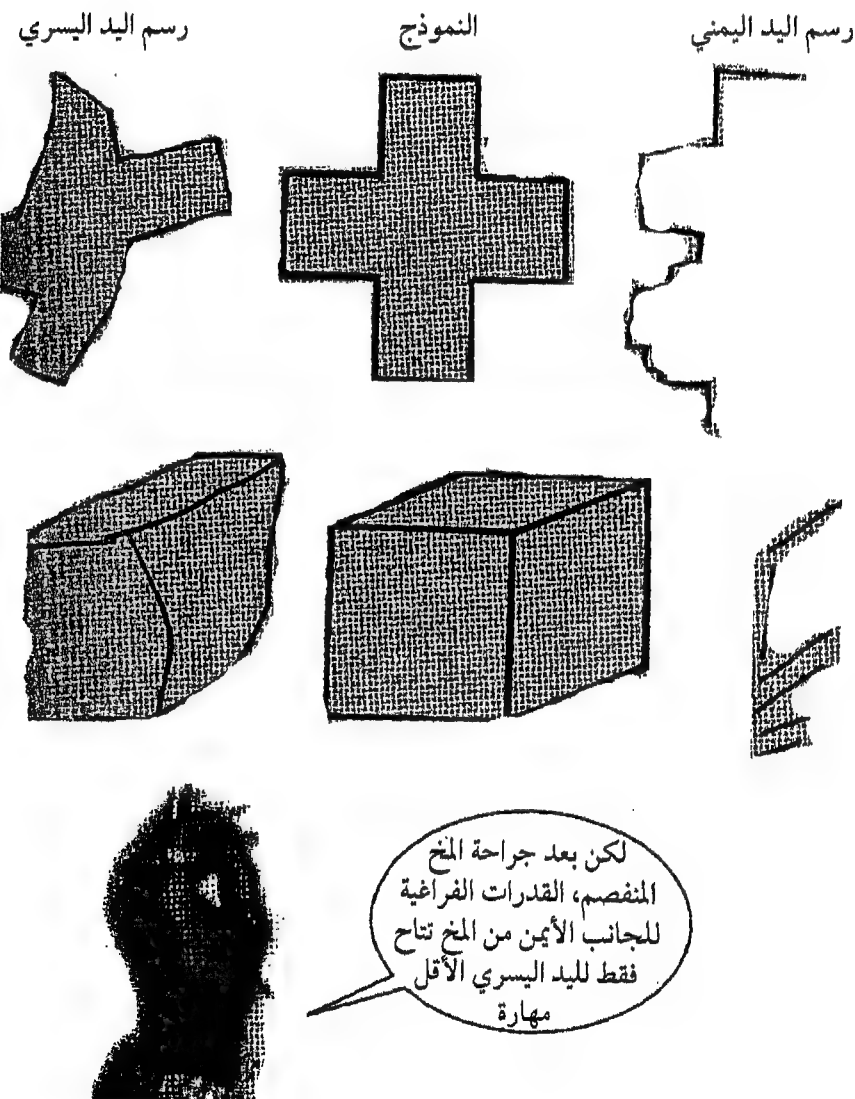 رسم اليد اليمني
النموذج
رسم اليد اليسري
لكن بعد جراحة المخ
المنفصم، القدرات الفراغية
للجانب الأيمن من المخ تتاح
فقط لليد اليسري الأقل
مهارة